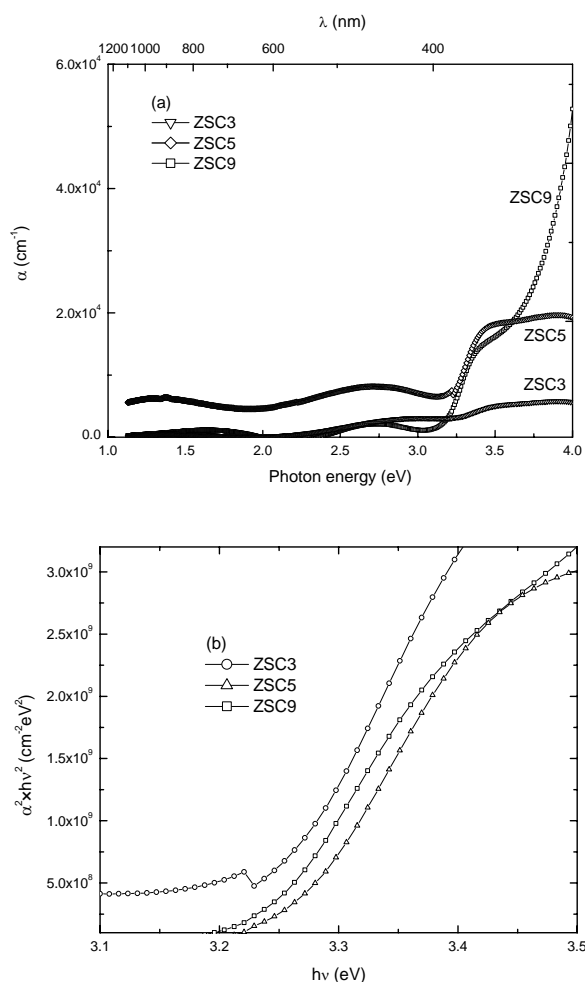 λ (nm)
1200 1000 800 600 400
6.0x10⁴
(a)
ZSC3
ZSC5
ZSC9
4.0x10⁴
ZSC9
α (cm⁻¹)
2.0x10⁴
ZSC5
ZSC3
0.0
1.0 1.5 2.0 2.5 3.0 3.5 4.0
Photon energy (eV)
3.0x10⁹
(b)
ZSC3
ZSC5
ZSC9
2.5x10⁹
2.0x10⁹
α²×hν² (cm⁻²eV²)
1.5x10⁹
1.0x10⁹
5.0x10⁸
3.1 3.2 3.3 3.4 3.5
hν (eV)